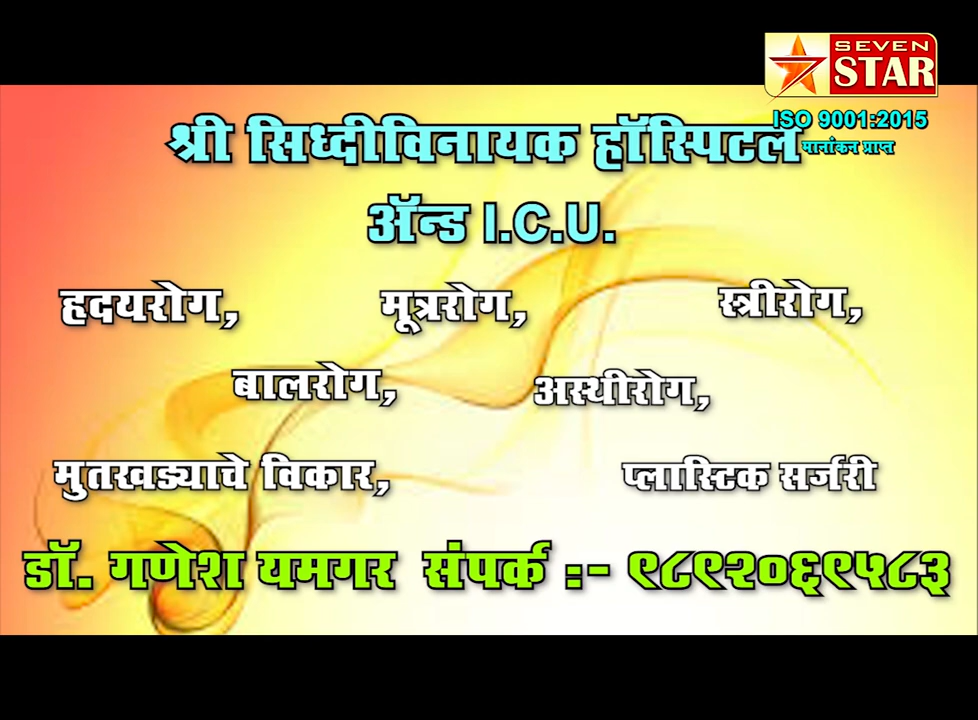 SEVEN
STAR
ISO 9001:2015
मानांकन प्राप्त
श्री सिध्दीविनायक हॉस्पिटल
ॲन्ड I.C.U.
हृदयरोग, मूत्ररोग, स्त्रीरोग,
बालरोग, अस्थीरोग,
मुतखड्याचे विकार, प्लास्टिक सर्जरी
डॉ. गणेश यमगर संपर्क :- ९८९२०६९५८३